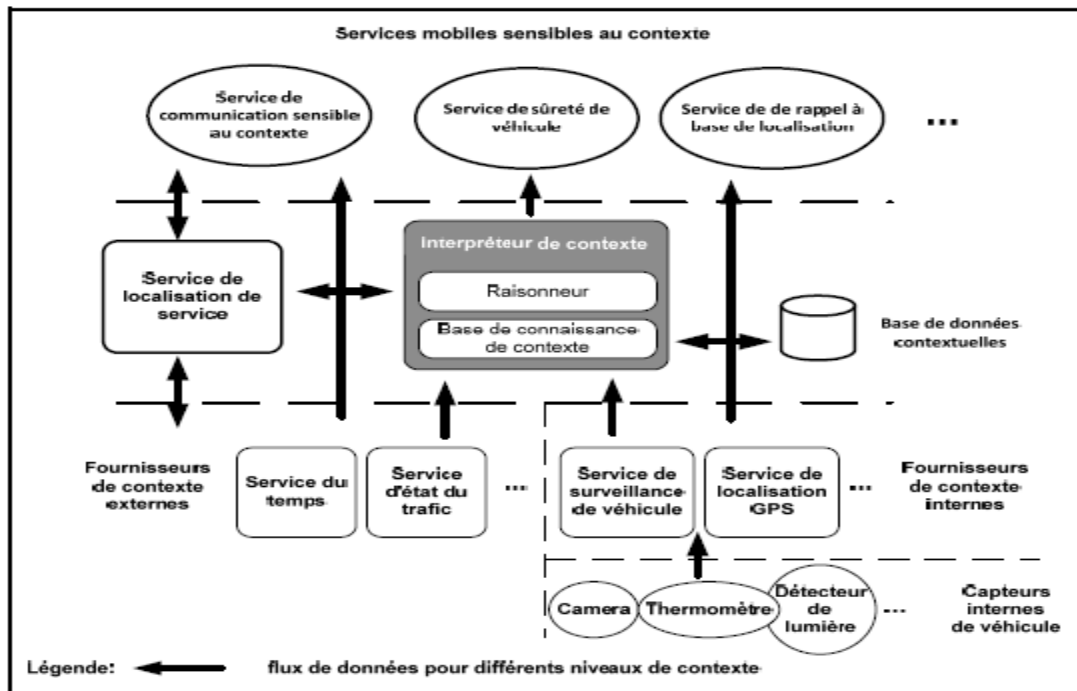 Services mobiles sensibles au contexte
Service de
communication sensible
au contexte
Service de sûreté de
véhicule
Service de de rappel à
base de localisation
...
Service de
localisation de
service
Interpréteur de contexte
Raisonneur
Base de connaissance
de contexte
Base de données
contextuelles
Fournisseurs
de contexte
externes
Service du
temps
Service
d'état du
trafic
...
Service de
surveillance
de véhicule
Service de
localisation
GPS
...
Fournisseurs
de contexte
internes
Camera
Thermomètre
Détecteur
de
lumière
...
Capteurs
internes
de véhicule
Légende:
flux de données pour différents niveaux de contexte